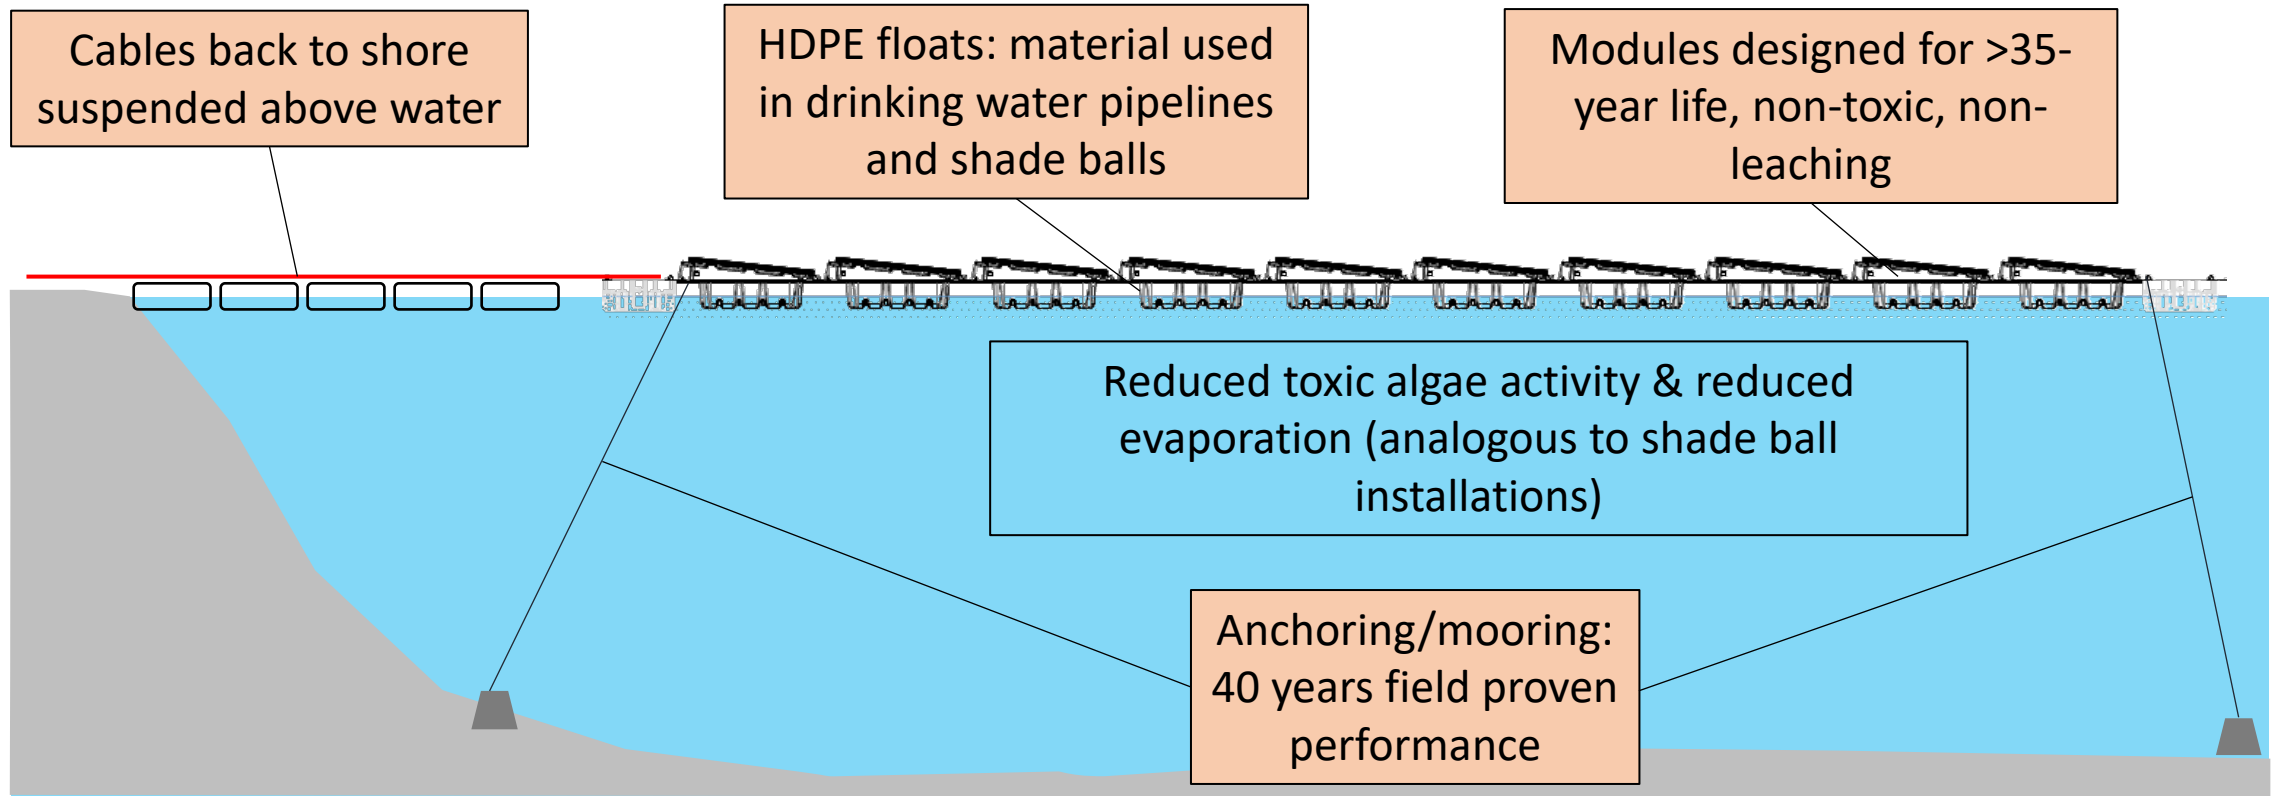 Cables back to shore
suspended above water
HDPE floats: material used
in drinking water pipelines
and shade balls
Modules designed for >35-
year life, non-toxic, non-
leaching
Reduced toxic algae activity & reduced
evaporation (analogous to shade ball
installations)
Anchoring/mooring:
40 years field proven
performance